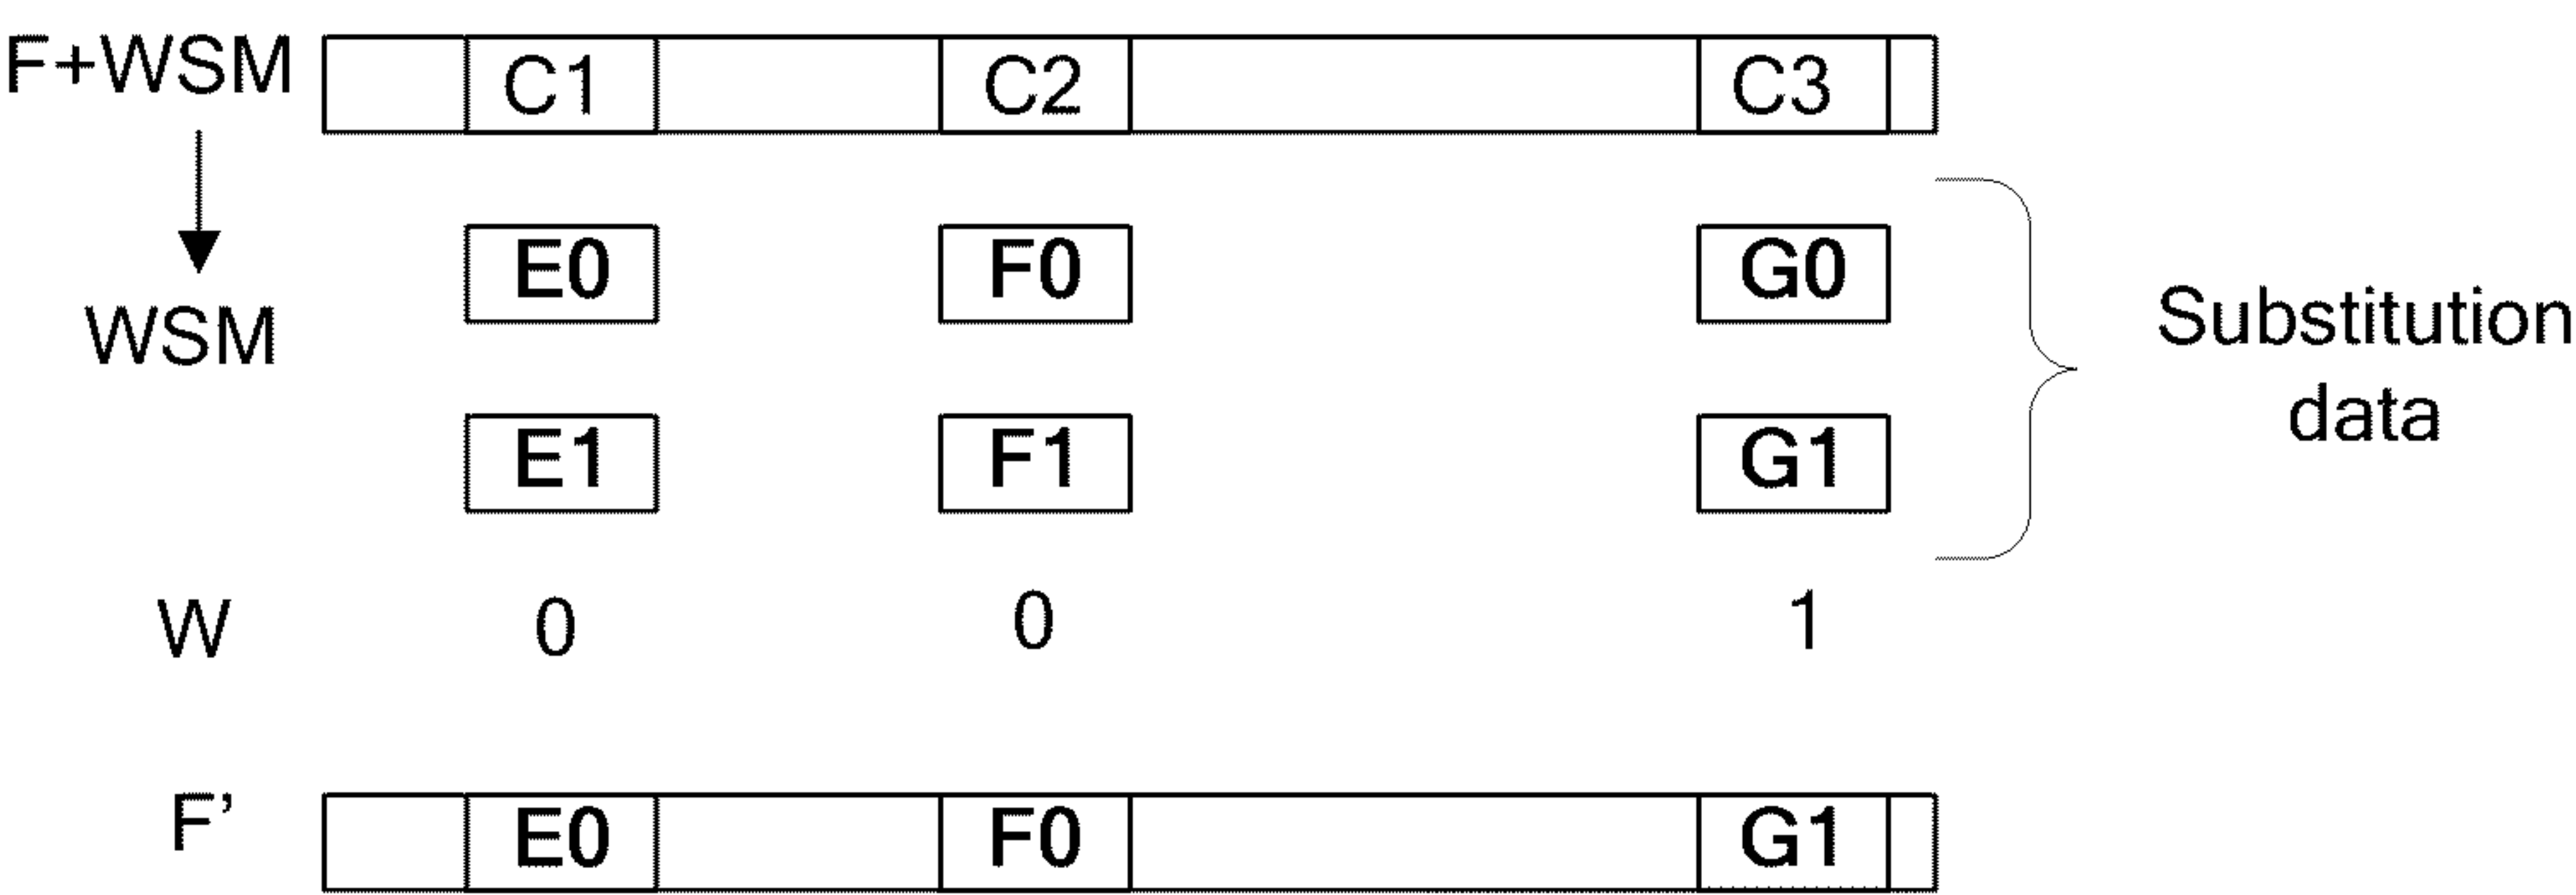 F+WSM C1 C2 C3
E0 F0 G0
WSM
Substitution
data
E1 F1 G1
W 0 0 1
F’ E0 F0 G1